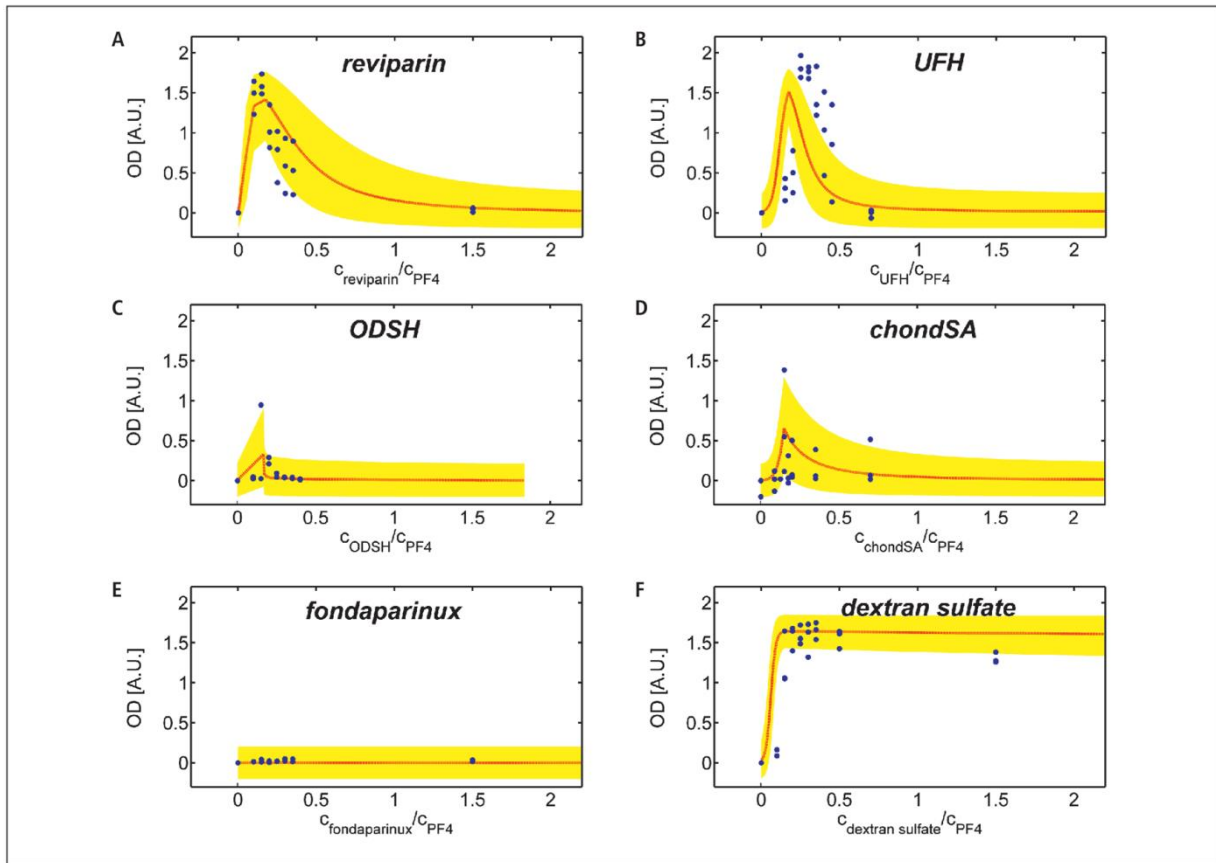 A
reviparin
OD [A.U.]
2
1.5
1
0.5
0
0 0.5 1 1.5 2
c_reviparin/c_PF4
B
UFH
OD [A.U.]
2
1.5
1
0.5
0
0 0.5 1 1.5 2
c_UFH/c_PF4
C
ODSH
OD [A.U.]
2
1.5
1
0.5
0
0 0.5 1 1.5 2
c_ODSH/c_PF4
D
chondSA
OD [A.U.]
2
1.5
1
0.5
0
0 0.5 1 1.5 2
c_chondSA/c_PF4
E
fondaparinux
OD [A.U.]
2
1.5
1
0.5
0
0 0.5 1 1.5 2
c_fondaparinux/c_PF4
F
dextran sulfate
OD [A.U.]
2
1.5
1
0.5
0
0 0.5 1 1.5 2
c_dextran sulfate/c_PF4